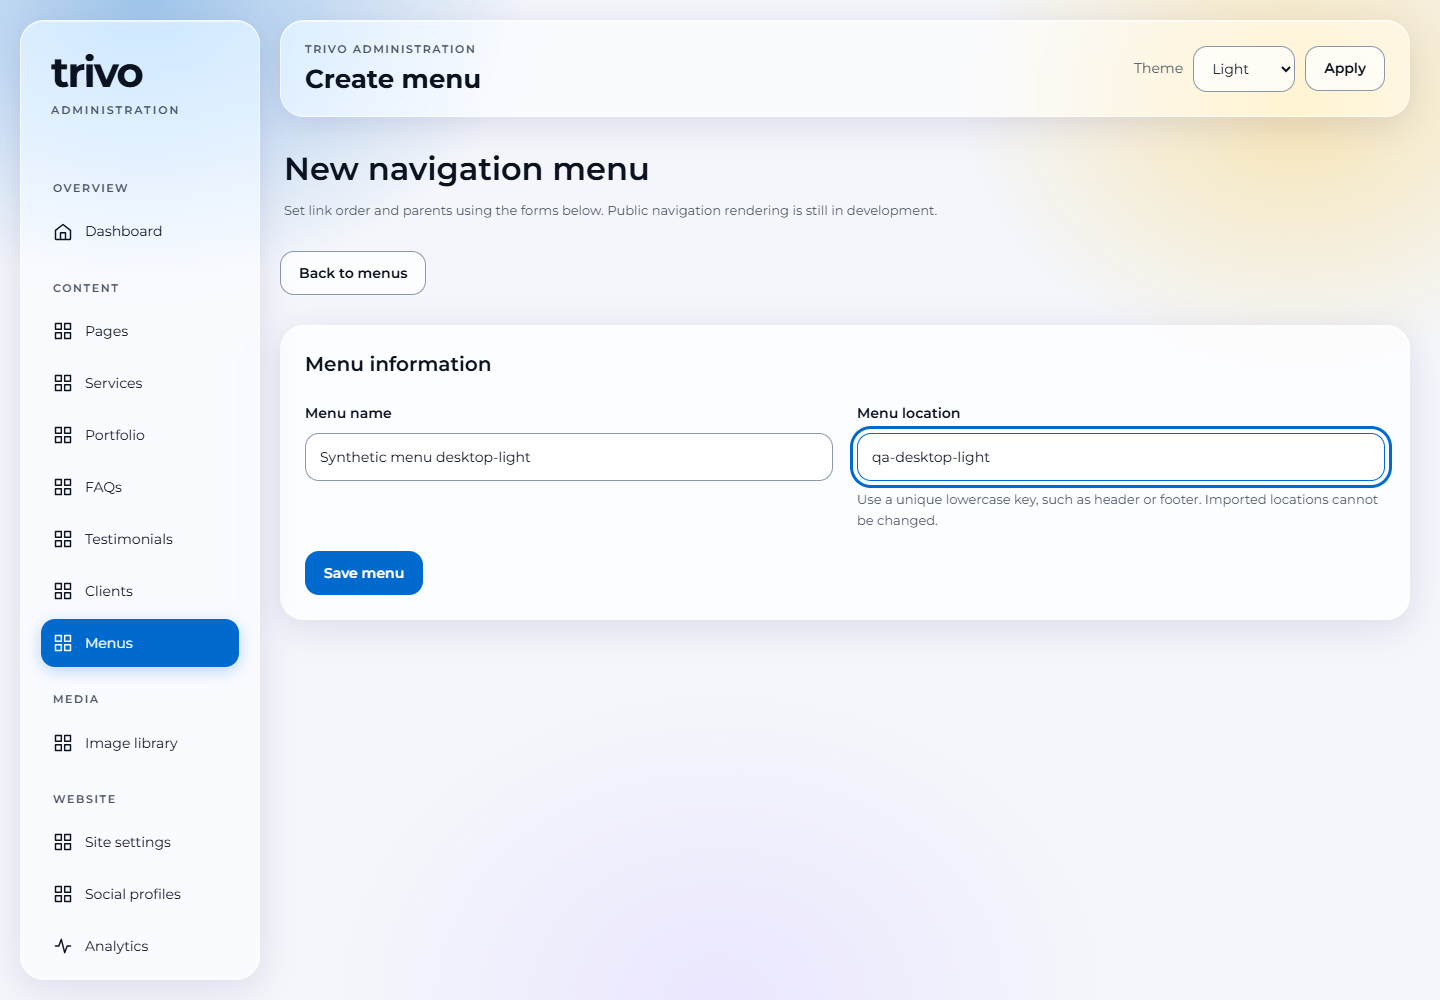 trivo
ADMINISTRATION
OVERVIEW
Dashboard
CONTENT
Pages
Services
Portfolio
FAQs
Testimonials
Clients
Menus
MEDIA
Image library
WEBSITE
Site settings
Social profiles
Analytics
TRIVO ADMINISTRATION
Create menu
Theme
Light
Apply
New navigation menu
Set link order and parents using the forms below. Public navigation rendering is still in development.
Back to menus
Menu information
Menu name
Synthetic menu desktop-light
Menu location
qa-desktop-light
Use a unique lowercase key, such as header or footer. Imported locations cannot
be changed.
Save menu